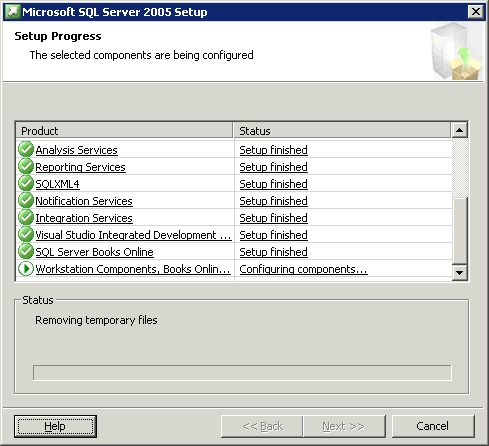 Microsoft SQL Server 2005 Setup
Setup Progress
The selected components are being configured
Product Status
Analysis Services Setup finished
Reporting Services Setup finished
SQLXML4 Setup finished
Notification Services Setup finished
Integration Services Setup finished
Visual Studio Integrated Development ... Setup finished
SQL Server Books Online Setup finished
Workstation Components, Books Onlin... Configuring components...
Status
Removing temporary files
Help << Back Next >> Cancel